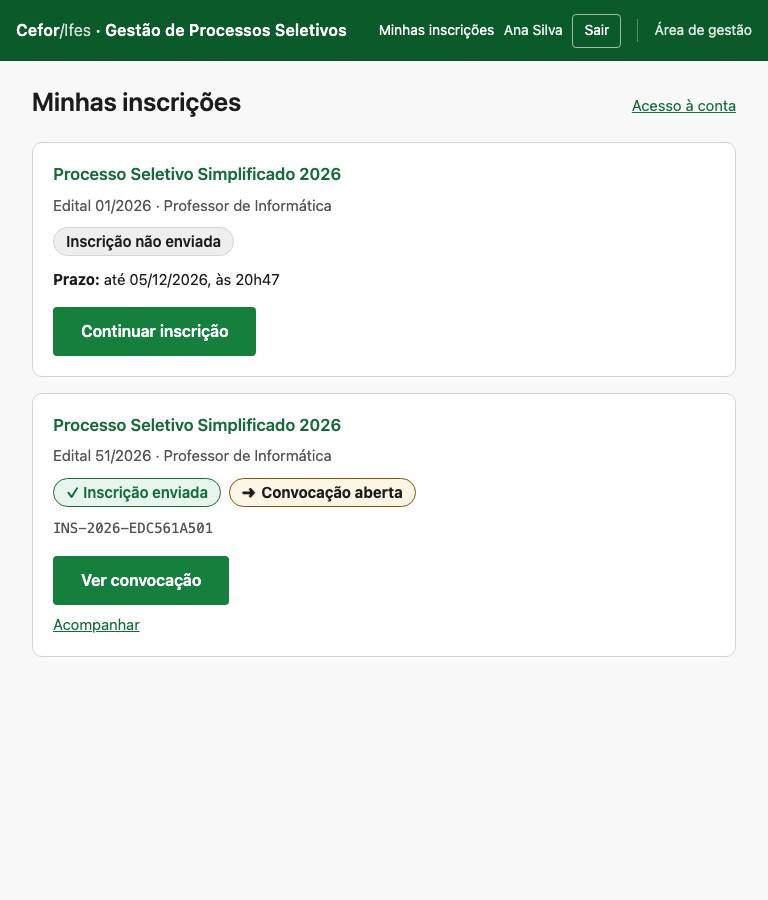 Cefor/Ifes · Gestão de Processos Seletivos
Minhas inscrições
Ana Silva
Sair
Área de gestão
Minhas inscrições
Acesso à conta
Processo Seletivo Simplificado 2026
Edital 01/2026 · Professor de Informática
Inscrição não enviada
Prazo: até 05/12/2026, às 20h47
Continuar inscrição
Processo Seletivo Simplificado 2026
Edital 51/2026 · Professor de Informática
✓ Inscrição enviada
➜ Convocação aberta
INS-2026-EDC561A501
Ver convocação
Acompanhar